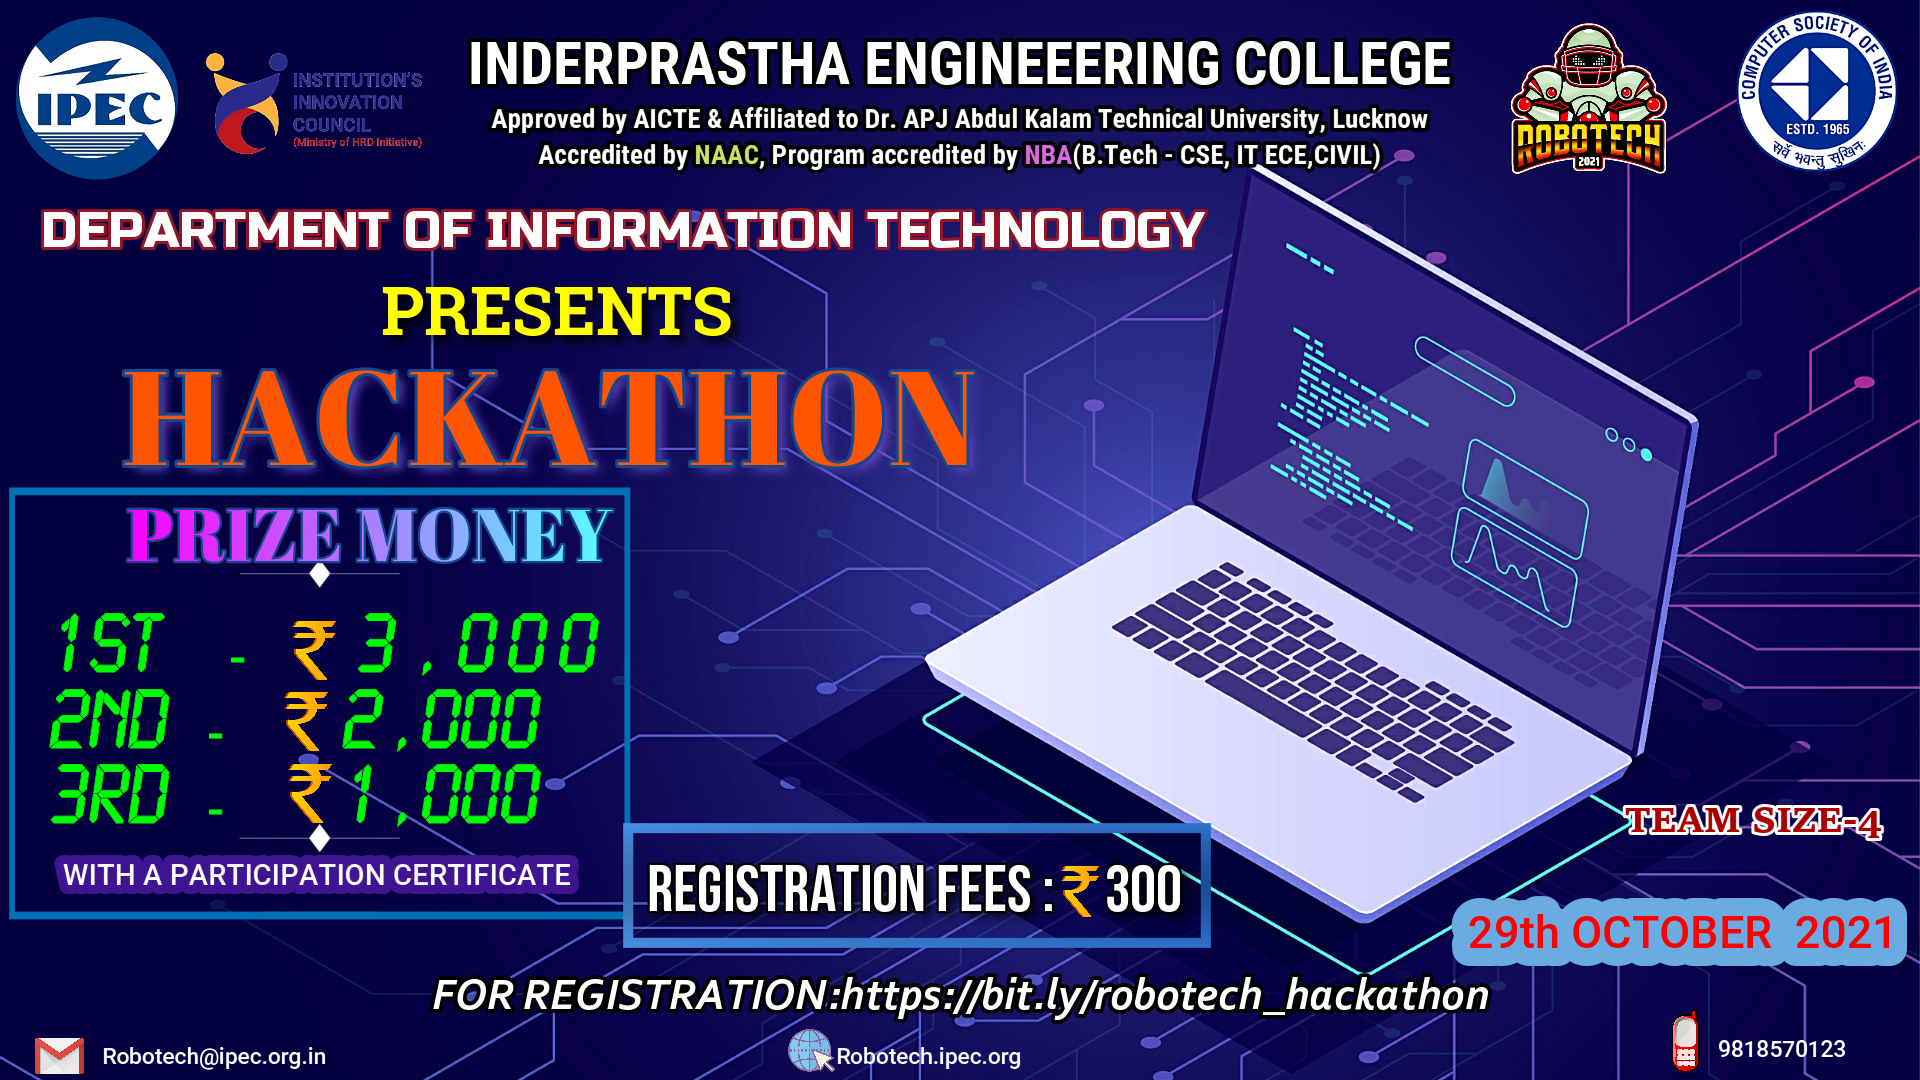 IPEC
INSTITUTION'S
INNOVATION
COUNCIL
(Ministry of HRD Initiative)
INDERPRASTHA ENGINEEERING COLLEGE
Approved by AICTE & Affiliated to Dr. APJ Abdul Kalam Technical University, Lucknow
Accredited by NAAC, Program accredited by NBA(B.Tech - CSE, IT ECE,CIVIL)
ROBOTECH
2021
COMPUTER SOCIETY OF INDIA
ESTD. 1965
सर्वे भवन्तु सुखिनः
DEPARTMENT OF INFORMATION TECHNOLOGY
PRESENTS
HACKATHON
PRIZE MONEY
1ST - ₹ 3,000
2ND - ₹ 2,000
3RD - ₹ 1,000
WITH A PARTICIPATION CERTIFICATE
REGISTRATION FEES : ₹ 300
TEAM SIZE-4
29th OCTOBER 2021
FOR REGISTRATION:https://bit.ly/robotech_hackathon
Robotech@ipec.org.in
Robotech.ipec.org
9818570123